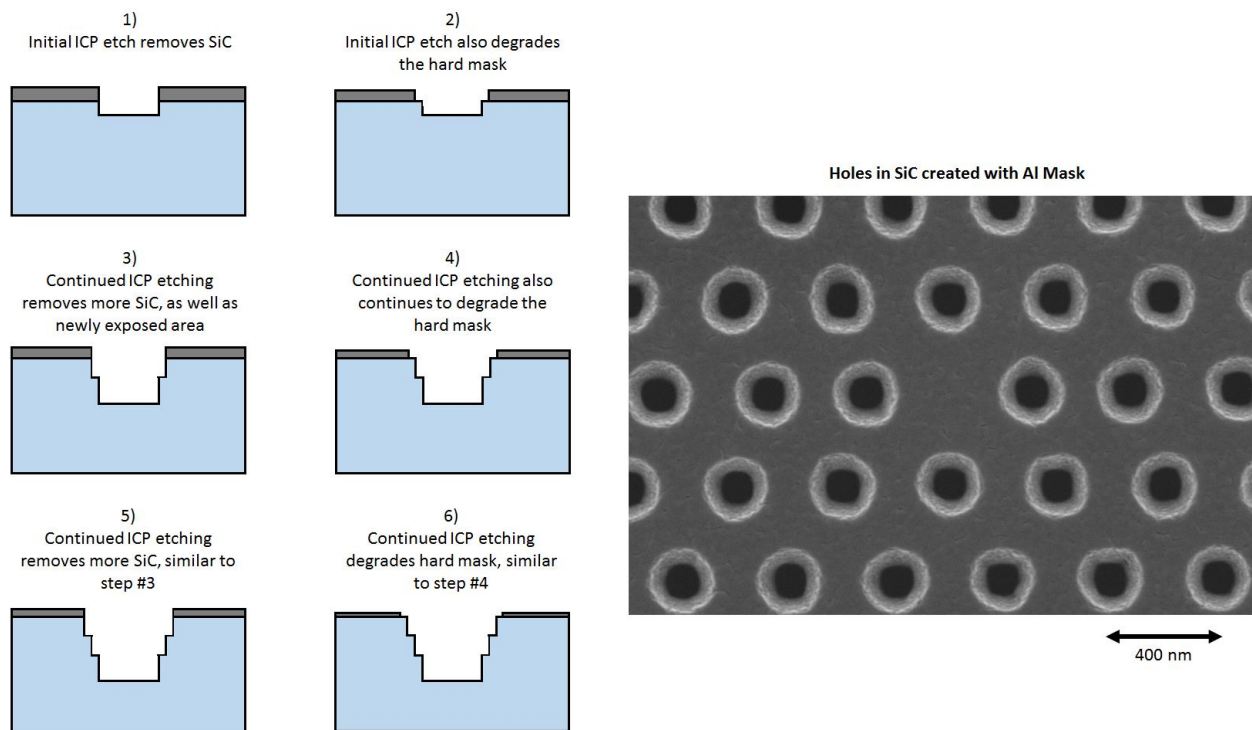 1)
Initial ICP etch removes SiC
2)
Initial ICP etch also degrades
the hard mask
3)
Continued ICP etching
removes more SiC, as well as
newly exposed area
4)
Continued ICP etching also
continues to degrade the
hard mask
5)
Continued ICP etching
removes more SiC, similar to
step #3
6)
Continued ICP etching
degrades hard mask, similar
to step #4
Holes in SiC created with Al Mask
400 nm